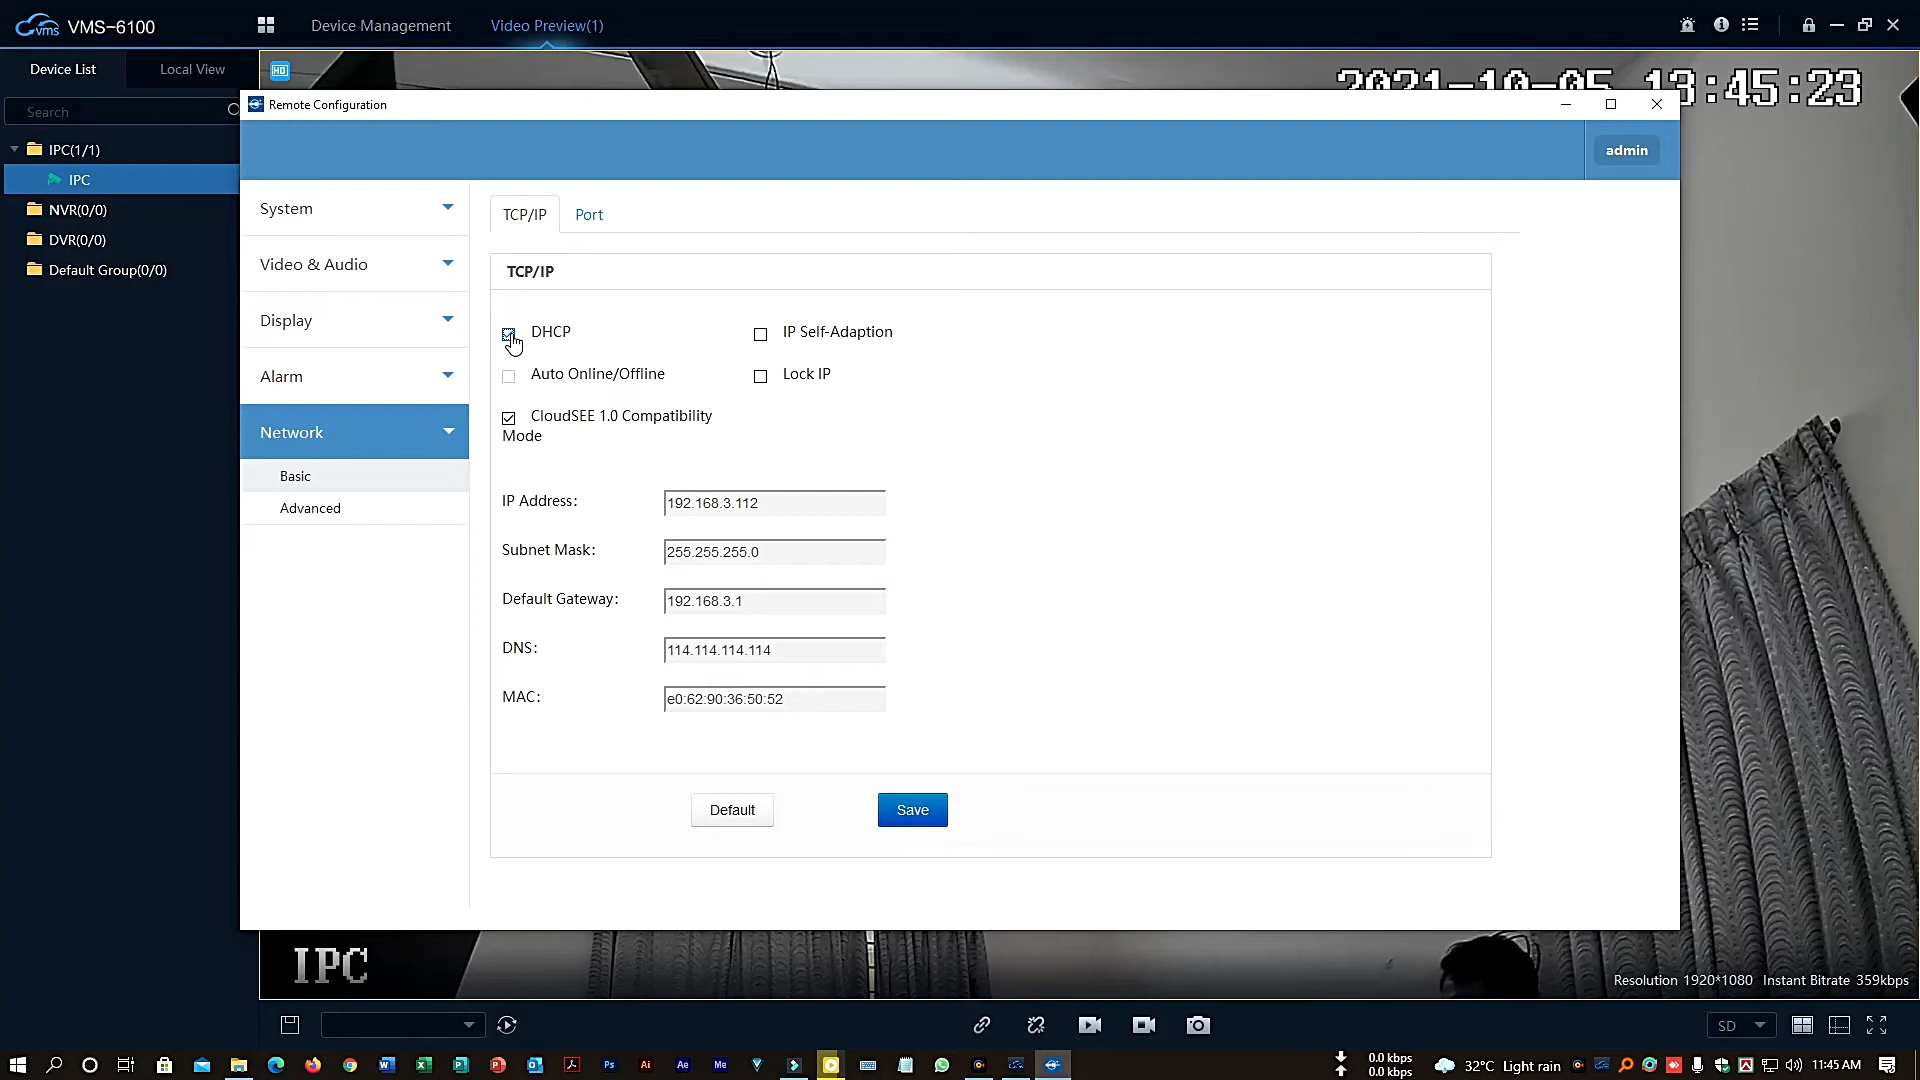 VMS-6100
Device Management
Video Preview(1)
Device List
Local View
HD
2021-10-05 13:45:23
Search
Remote Configuration
IPC(1/1)
admin
IPC
System
TCP/IP
Port
NVR(0/0)
DVR(0/0)
Video & Audio
Default Group(0/0)
TCP/IP
Display
DHCP
IP Self-Adaption
Alarm
Auto Online/Offline
Lock IP
CloudSEE 1.0 Compatibility
Mode
Network
Basic
IP Address:
192.168.3.112
Advanced
Subnet Mask:
255.255.255.0
Default Gateway:
192.168.3.1
DNS:
114.114.114.114
MAC:
e0:62:90:36:50:52
Default
Save
IPC
Resolution 1920*1080 Instant Bitrate 359kbps
SD
0.0 kbps
0.0 kbps
32°C Light rain
11:45 AM